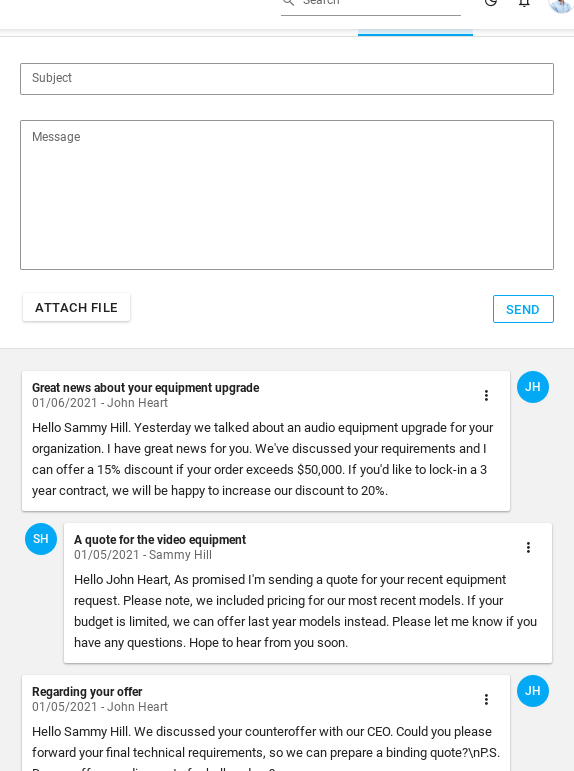 Search
Subject
Message
ATTACH FILE
SEND
Great news about your equipment upgrade
01/06/2021 - John Heart
JH
Hello Sammy Hill. Yesterday we talked about an audio equipment upgrade for your
organization. I have great news for you. We've discussed your requirements and I
can offer a 15% discount if your order exceeds $50,000. If you'd like to lock-in a 3
year contract, we will be happy to increase our discount to 20%.
SH
A quote for the video equipment
01/05/2021 - Sammy Hill
Hello John Heart, As promised I'm sending a quote for your recent equipment
request. Please note, we included pricing for our most recent models. If your
budget is limited, we can offer last year models instead. Please let me know if you
have any questions. Hope to hear from you soon.
Regarding your offer
01/05/2021 - John Heart
JH
Hello Sammy Hill. We discussed your counteroffer with our CEO. Could you please
forward your final technical requirements, so we can prepare a binding quote?\nP.S.